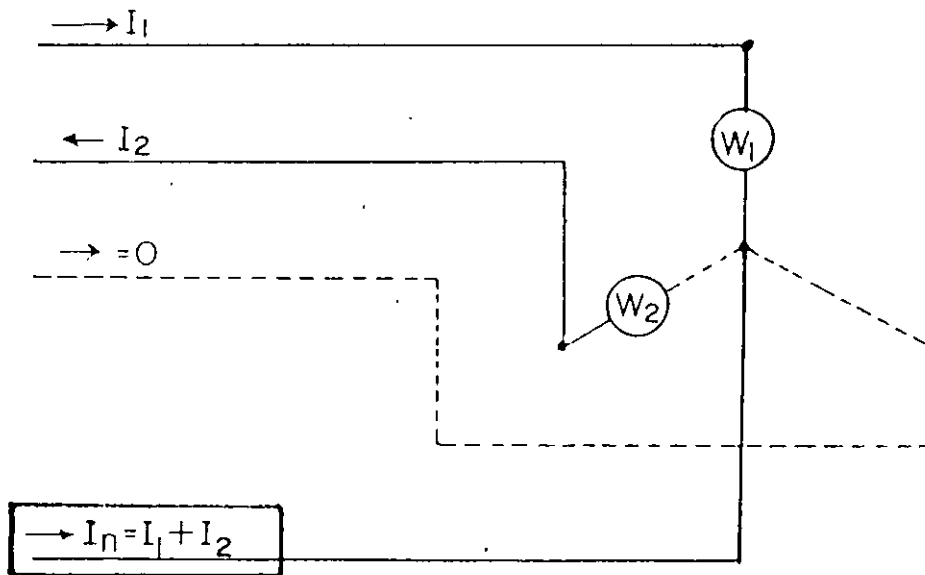 → I₁
← I₂
W₁
→ =0
W₂
→ Iₙ=I₁+I₂